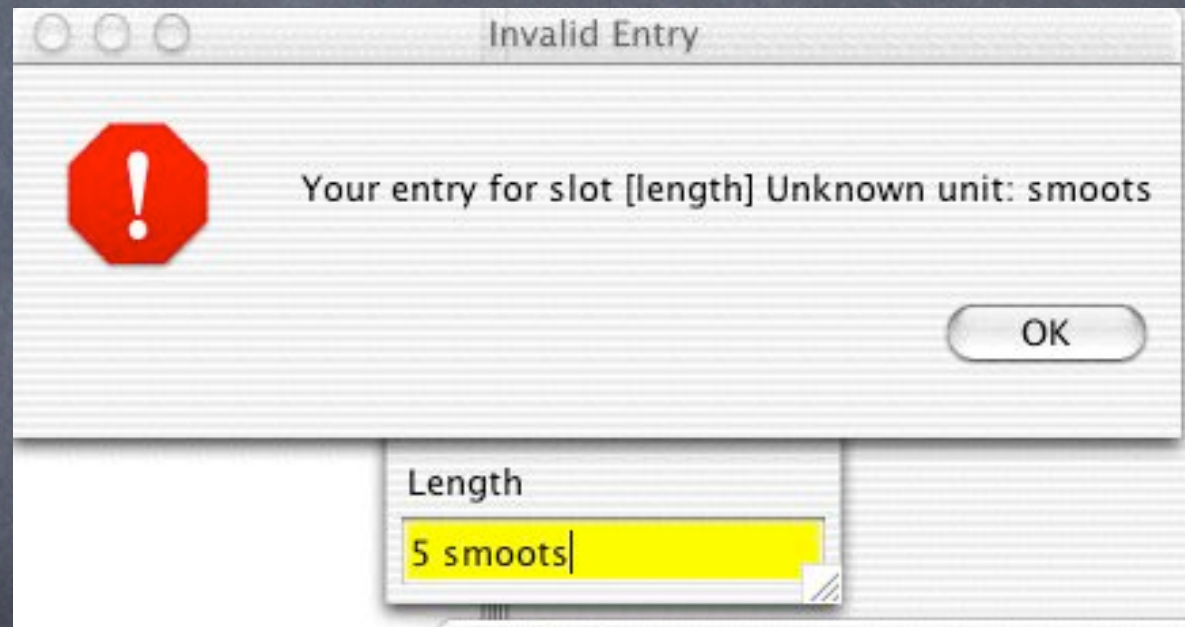 Invalid Entry
Your entry for slot [length] Unknown unit: smoots
OK
Length
5 smoots